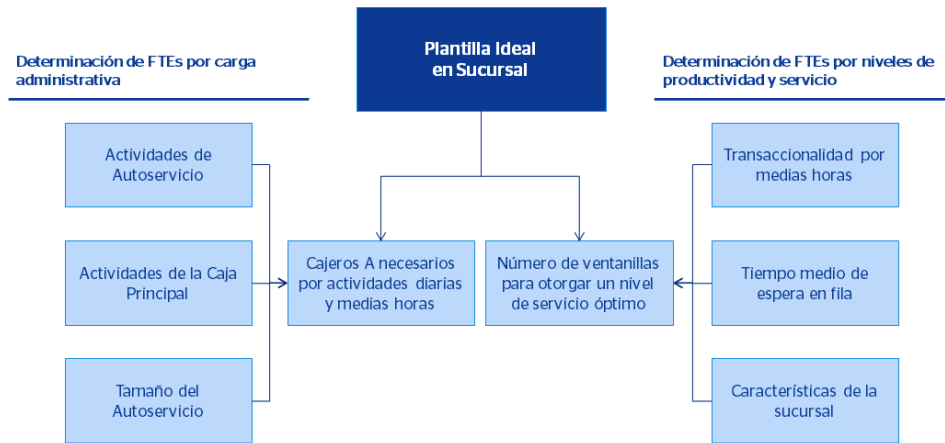 Plantilla Ideal
en Sucursal
Determinación de FTEs por carga
administrativa
Determinación de FTEs por niveles de
productividad y servicio
Actividades de
Autoservicio
Transaccionalidad por
medias horas
Actividades de la Caja
Principal
Cajeros A necesarios
por actividades diarias
y medias horas
Número de ventanillas
para otorgar un nivel
de servicio óptimo
Tiempo medio de
espera en fila
Tamaño del
Autoservicio
Características de la
sucursal